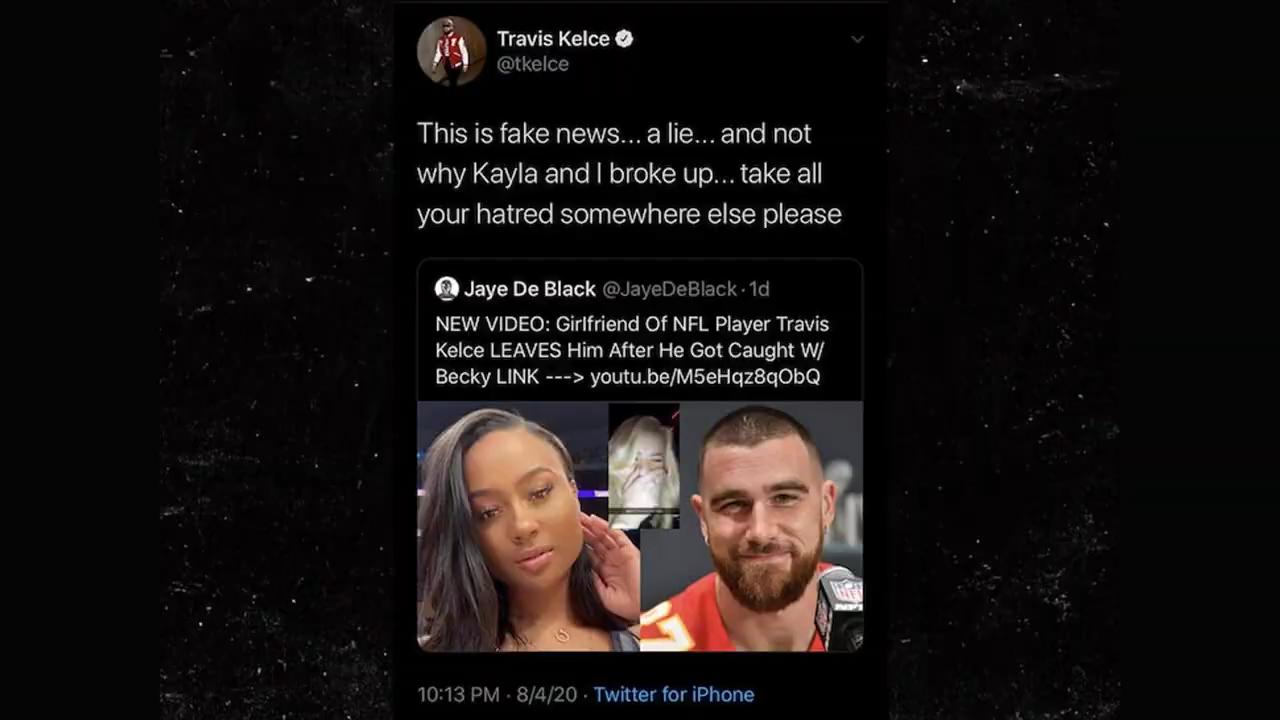 Travis Kelce
@tkelce
This is fake news... a lie... and not
why Kayla and I broke up... take all
your hatred somewhere else please
Jaye De Black @JayeDeBlack · 1d
NEW VIDEO: Girlfriend Of NFL Player Travis
Kelce LEAVES Him After He Got Caught W/
Becky LINK ---> youtu.be/M5eHqz8qObQ
NFL
10:13 PM · 8/4/20 · Twitter for iPhone